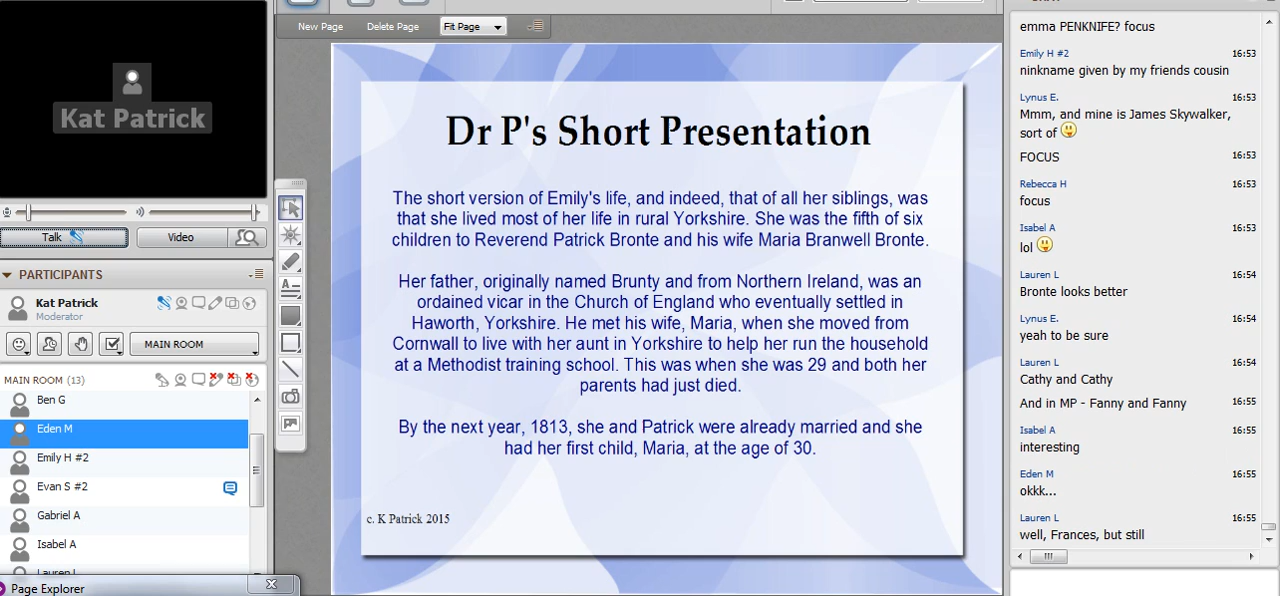 New Page
Delete Page
Fit Page
Kat Patrick
Talk
Video
PARTICIPANTS
Kat Patrick
Moderator
MAIN ROOM
MAIN ROOM (13)
Ben G
Eden M
Emily H #2
Evan S #2
Gabriel A
Isabel A
Lauren L
Page Explorer
Dr P's Short Presentation
The short version of Emily's life, and indeed, that of all her siblings, was
that she lived most of her life in rural Yorkshire. She was the fifth of six
children to Reverend Patrick Bronte and his wife Maria Branwell Bronte.
Her father, originally named Brunty and from Northern Ireland, was an
ordained vicar in the Church of England who eventually settled in
Haworth, Yorkshire. He met his wife, Maria, when she moved from
Cornwall to live with her aunt in Yorkshire to help her run the household
at a Methodist training school. This was when she was 29 and both her
parents had just died.
By the next year, 1813, she and Patrick were already married and she
had her first child, Maria, at the age of 30.
c. K Patrick 2015
emma PENKNIFE? focus
Emily H #2 16:53
ninkname given by my friends cousin
Lynus E. 16:53
Mmm, and mine is James Skywalker,
sort of
FOCUS 16:53
Rebecca H 16:53
focus
Isabel A 16:53
lol
Lauren L 16:54
Bronte looks better
Lynus E. 16:54
yeah to be sure
Lauren L 16:54
Cathy and Cathy
And in MP - Fanny and Fanny 16:55
Isabel A 16:55
interesting
Eden M 16:55
okkk...
Lauren L 16:55
well, Frances, but still